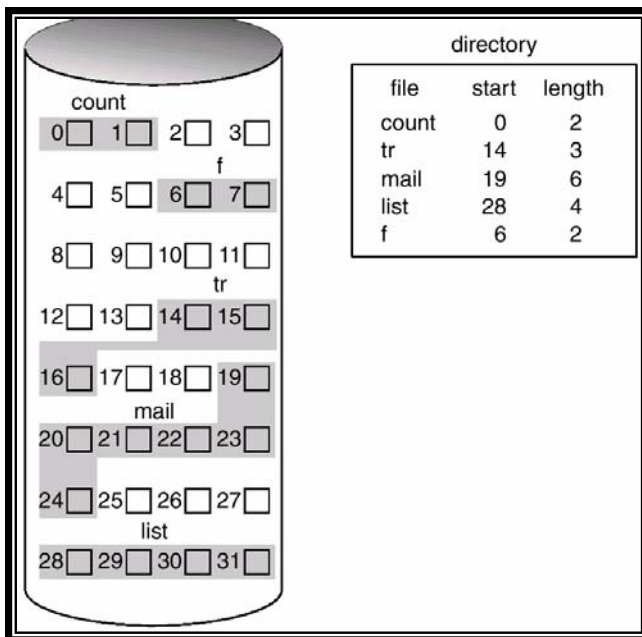 count
0 1 2 3
f
4 5 6 7
8 9 10 11
tr
12 13 14 15
16 17 18 19
mail
20 21 22 23
24 25 26 27
list
28 29 30 31
directory
file start length
count 0 2
tr 14 3
mail 19 6
list 28 4
f 6 2